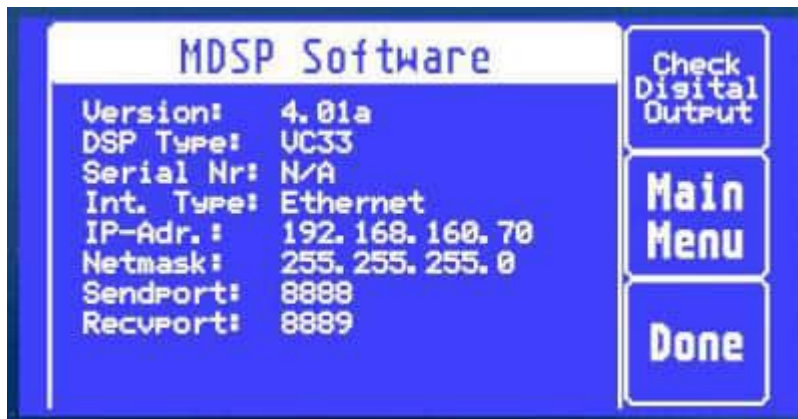 MDSP Software
Version: 4.01a
DSP Type: VC33
Serial Nr: N/A
Int. Type: Ethernet
IP-Adr.: 192.168.160.70
Netmask: 255.255.255.0
Sendport: 8888
Recvport: 8889
Check
Digital
Output
Main
Menu
Done